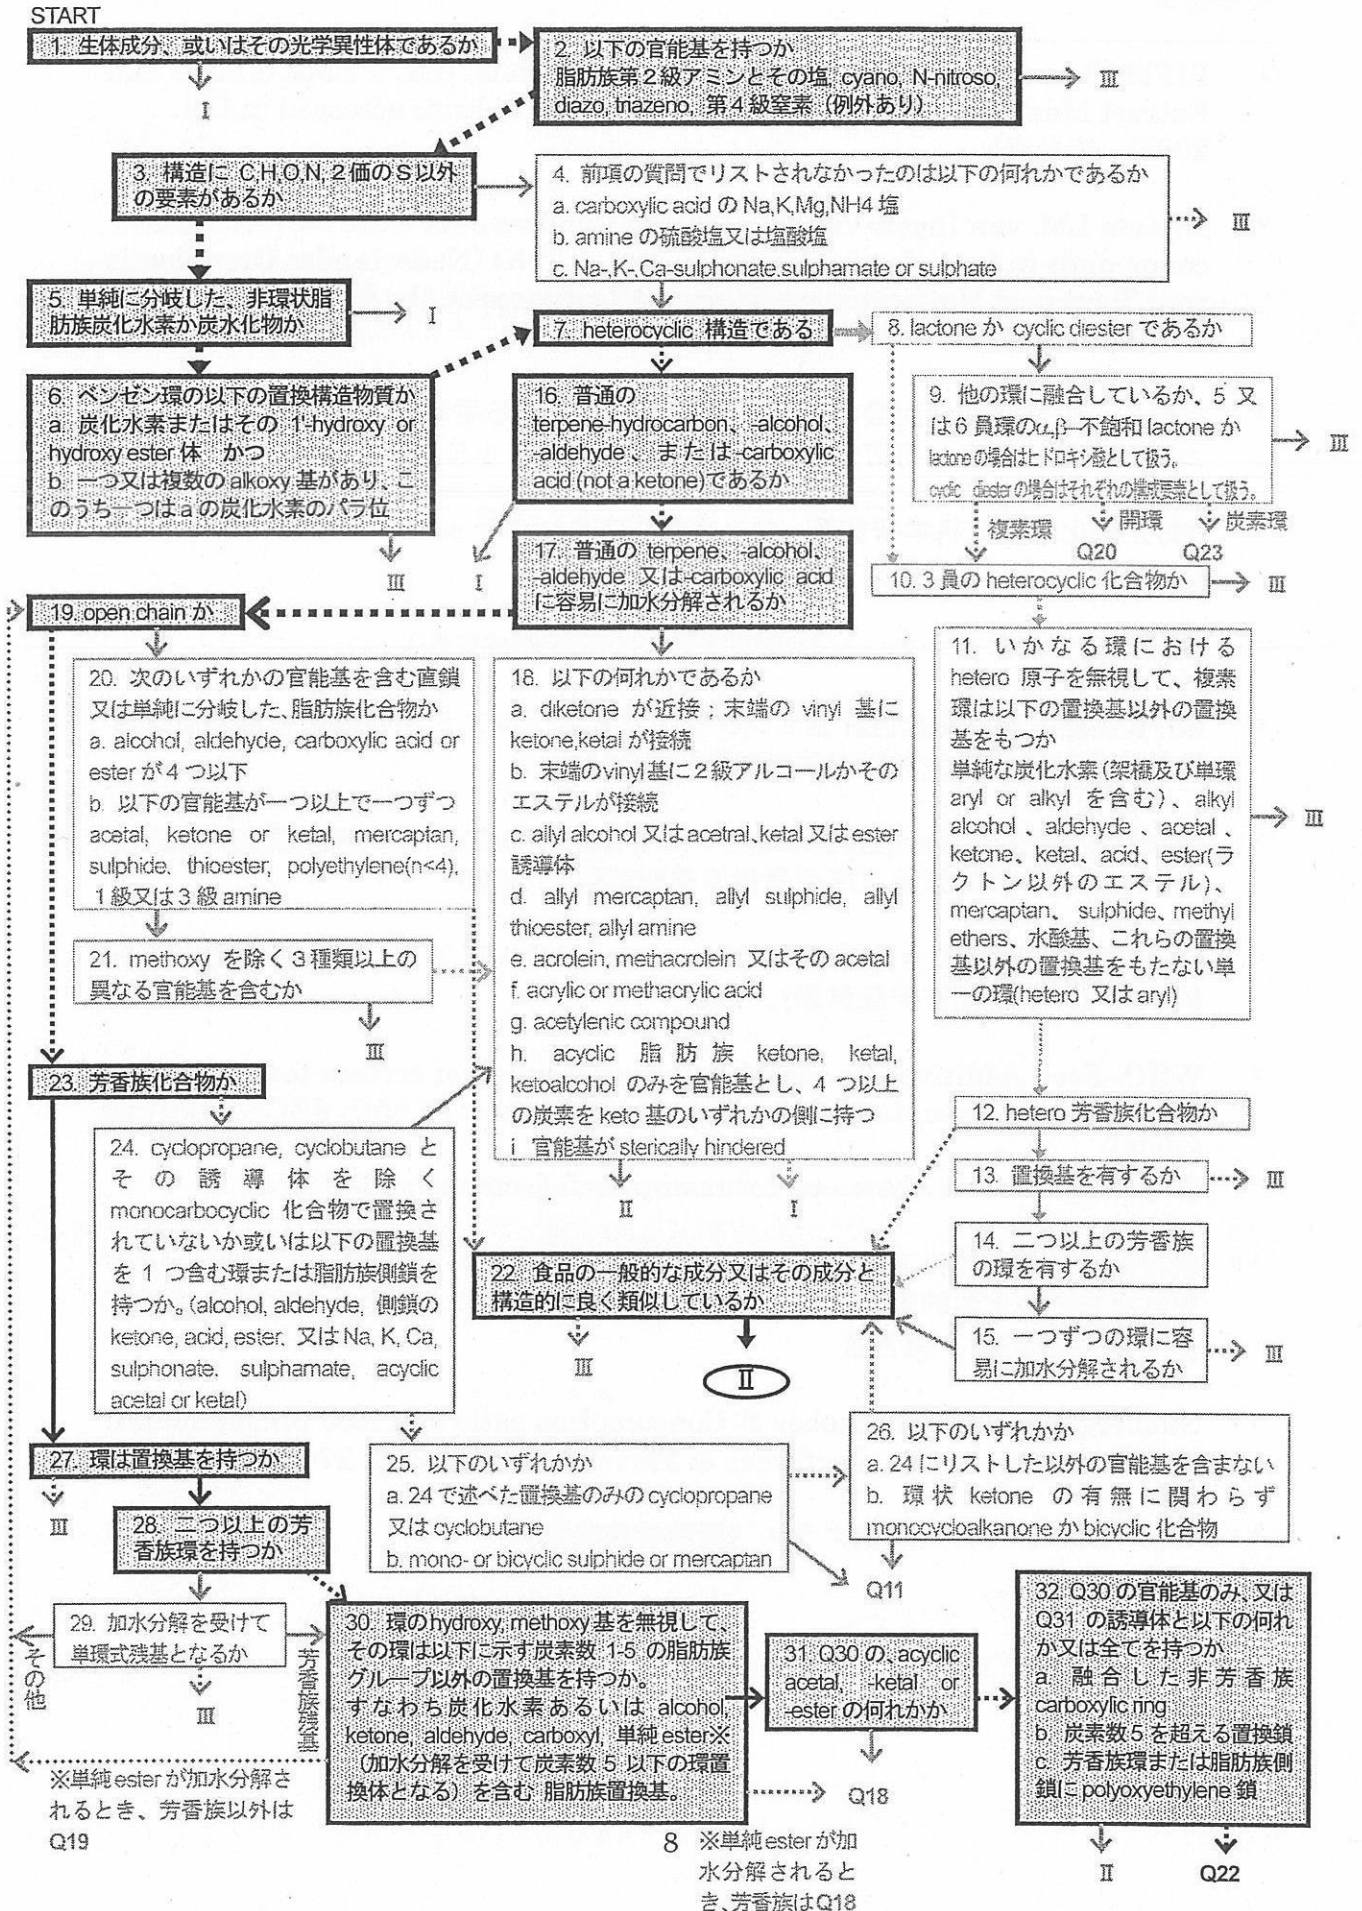 START
1. 生体成分、或いはその光学異性体であるか
I
2. 以下の官能基を持つか
脂肪族第２級アミンとその塩 cyano, N-nitroso,
diazo, triazeno, 第４級窒素（例外あり）
III
3. 構造に C,H,O,N,２価のＳ以外
の要素があるか
4. 前項の質問でリストされなかったのは以下の何れかであるか
a. carboxylic acid の Na,K,Mg,NH4 塩
b. amine の硫酸塩又は塩酸塩
c. Na-,K-,Ca-sulphonate.sulphamate or sulphate
III
5. 単純に分岐した、非環状脂
肪族炭化水素か炭水化物か
I
7. heterocyclic 構造である
8. lactone か cyclic diester であるか
6. ベンゼン環の以下の置換構造物質か
a. 炭化水素またはその 1'-hydroxy or
hydroxy ester 体　かつ
b. 一つ又は複数の alkoxy 基があり、こ
のうち一つは a の炭化水素のパラ位
III
16. 普通の
terpene-hydrocarbon、-alcohol、
-aldehyde 、または-carboxylic
acid (not a ketone)であるか
I
9. 他の環に融合しているか、5 又
は 6 員環のα,β−不飽和 lactone か
lactone の場合はヒドロキシ酸として扱う。
cyclic diester の場合はそれぞれの構成要素として扱う。
III
複素環
開環
Q20
炭素環
Q23
17. 普通の terpene、-alcohol、
-aldehyde 又は-carboxylic acid
に容易に加水分解されるか
10. 3 員の heterocyclic 化合物か
III
19. open chain か
20. 次のいずれかの官能基を含む直鎖
又は単純に分岐した、脂肪族化合物か
a. alcohol, aldehyde, carboxylic acid or
ester が 4 つ以下
b. 以下の官能基が一つ以上で一つずつ
acetal, ketone or ketal, mercaptan,
sulphide, thioester, polyethylene(n<4),
１級又は３級 amine
21. methoxy を除く３種類以上の
異なる官能基を含むか
III
18. 以下の何れかであるか
a. diketone が近接；末端の vinyl 基に
ketone,ketal が接続
b. 末端のvinyl基に２級アルコールかその
エステルが接続
c. allyl alcohol 又は acetral, ketal 又は ester
誘導体
d. allyl mercaptan, allyl sulphide, allyl
thioester, allyl amine
e. acrolein, methacrolein 又はその acetal
f. acrylic or methacrylic acid
g. acetylenic compound
h. acyclic 脂肪族 ketone, ketal,
ketoalcohol のみを官能基とし、4 つ以上
の炭素を keto 基のいずれかの側に持つ
i 官能基が sterically hindered
II
I
11. いかなる環における
hetero 原子を無視して、複素
環は以下の置換基以外の置換
基をもつか
単純な炭化水素(架橋及び単環
aryl or alkyl を含む)、alkyl
alcohol 、aldehyde 、acetal 、
ketone、ketal、acid、ester(ラ
クトン以外のエステル)、
mercaptan、 sulphide、methyl
ethers、水酸基、これらの置換
基以外の置換基をもたない単
一の環(hetero 又は aryl)
III
23. 芳香族化合物か
12. hetero 芳香族化合物か
13. 置換基を有するか
III
24. cyclopropane, cyclobutane と
その誘導体を除く
monocarbocyclic 化合物で置換さ
れていないか或いは以下の置換基
を 1 つ含む環または脂肪族側鎖を
持つか。(alcohol, aldehyde, 側鎖の
ketone, acid, ester, 又は Na, K, Ca,
sulphonate. sulphamate, acyclic
acetal or ketal)
14. 二つ以上の芳香族
の環を有するか
22. 食品の一般的な成分又はその成分と
構造的に良く類似しているか
III
II
15. 一つずつの環に容
易に加水分解されるか
III
27. 環は置換基を持つか
III
25. 以下のいずれかか
a. 24 で述べた置換基のみの cyclopropane
又は cyclobutane
b. mono- or bicyclic sulphide or mercaptan
26. 以下のいずれかか
a. 24 にリストした以外の官能基を含まない
b. 環状 ketone の有無に関わらず
monocycloalkanone か bicyclic 化合物
Q11
28. 二つ以上の芳
香族環を持つか
29. 加水分解を受けて
単環式残基となるか
III
その他
芳香族残基
30. 環の hydroxy, methoxy 基を無視して、
その環は以下に示す炭素数 1-5 の脂肪族
グループ以外の置換基を持つか。
すなわち炭化水素あるいは alcohol,
ketone, aldehyde, carboxyl, 単純 ester※
（加水分解を受けて炭素数 5 以下の環置
換体となる）を含む 脂肪族置換基。
31 Q30 の、acyclic
acetal, -ketal or
-ester の何れかか
Q18
32. Q30 の官能基のみ、又は
Q31 の誘導体と以下の何れ
か又は全てを持つか
a. 融合した非芳香族
carboxylic ring
b. 炭素数５を超える置換鎖
c. 芳香族環または脂肪族側
鎖に polyoxyethylene 鎖
II
Q22
※単純 ester が加水分解さ
れるとき、芳香族以外は
Q19
8
※単純 ester が加
水分解されると
き、芳香族は Q18